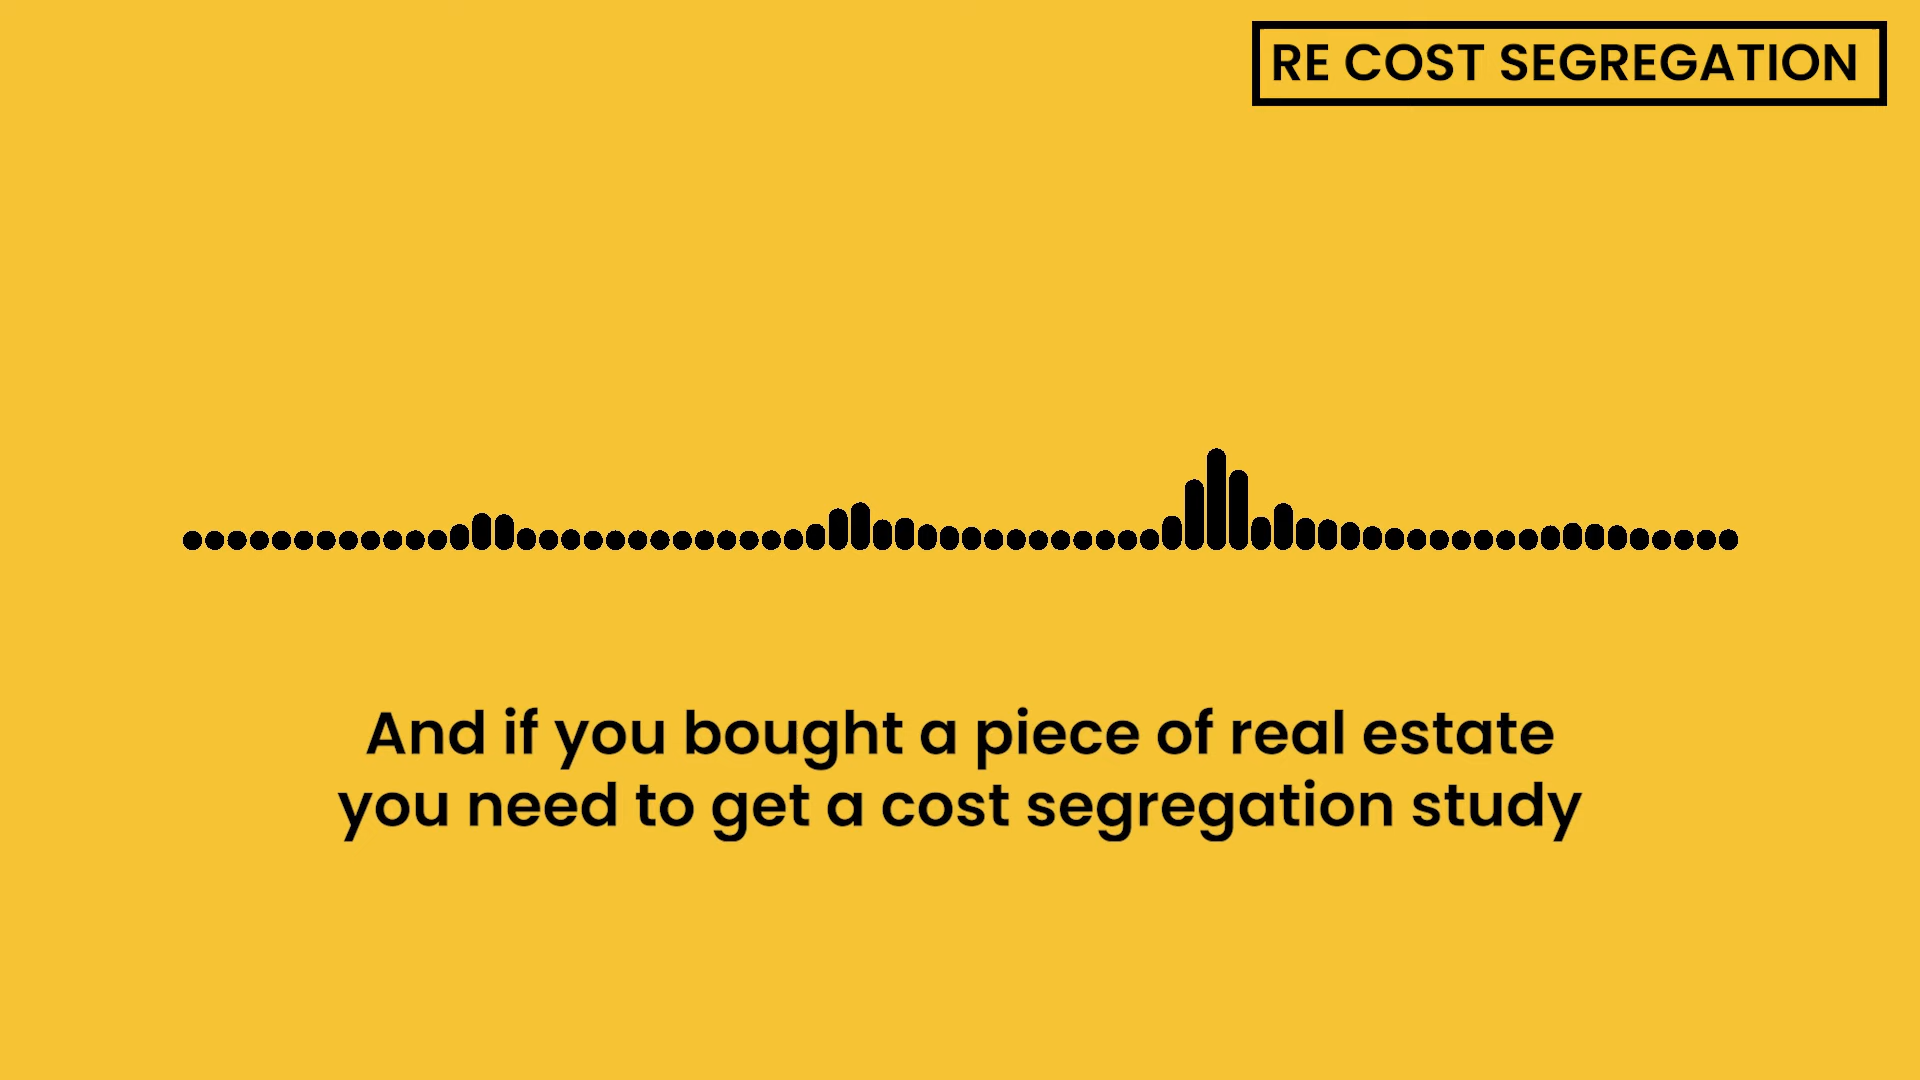 RE COST SEGREGATION
And if you bought a piece of real estate
you need to get a cost segregation study